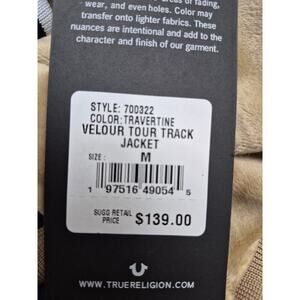 wear, and even holes. Color may
transfer onto lighter fabrics. These
nuances are intentional and add to the
character and finish of our garment.
STYLE: 700322
COLOR:TRAVERTINE
VELOUR TOUR TRACK
JACKET
SIZE: M
1 97516 49054 5
SUGG RETAIL
PRICE $139.00
WWW.TRUERELIGION.COM